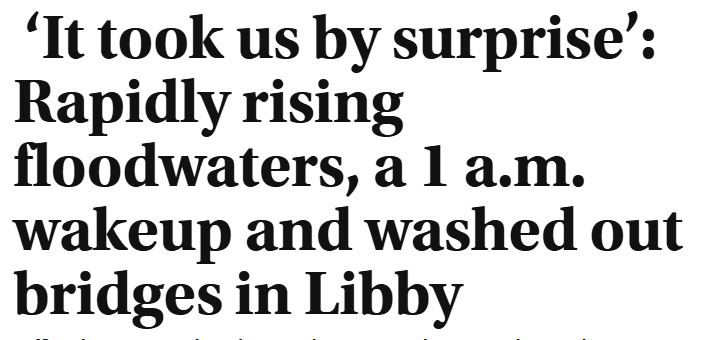 ‘It took us by surprise’:
Rapidly rising
floodwaters, a 1 a.m.
wakeup and washed out
bridges in Libby